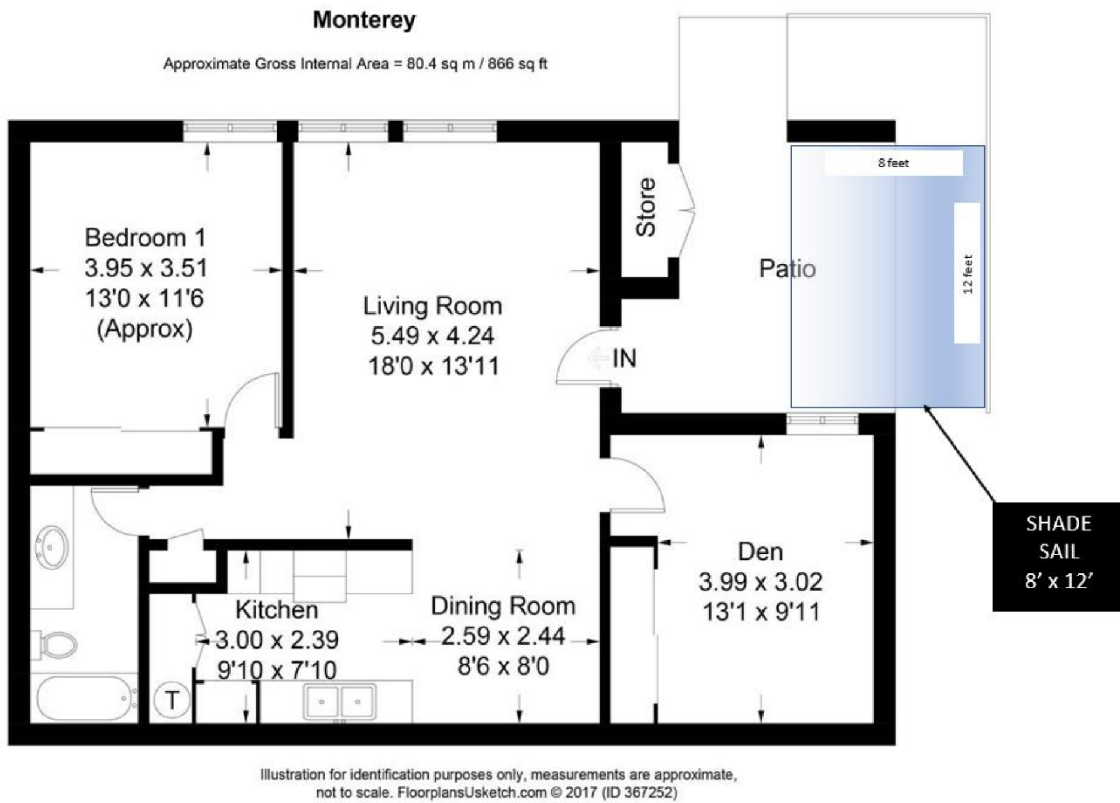 Monterey
Approximate Gross Internal Area = 80.4 sq m / 866 sq ft
8 feet
12 feet
Store
Patio
Bedroom 1
3.95 x 3.51
13'0 x 11'6
(Approx)
Living Room
5.49 x 4.24
18'0 x 13'11
IN
SHADE
SAIL
8' x 12'
Den
3.99 x 3.02
13'1 x 9'11
Kitchen
3.00 x 2.39
9'10 x 7'10
Dining Room
2.59 x 2.44
8'6 x 8'0
T
Illustration for identification purposes only, measurements are approximate,
not to scale. FloorplansUsketch.com © 2017 (ID 367252)